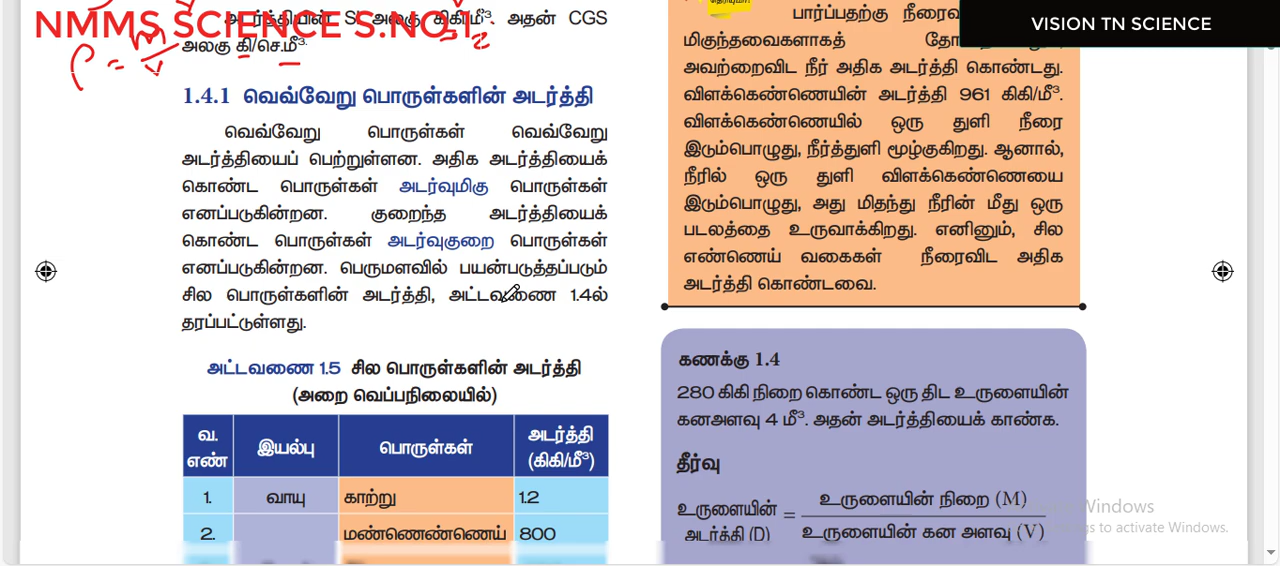 NMMS SCIENCE S.NO.1
VISION TN SCIENCE
அடர்த்தியின் SI அலகு கிகி/மீ³. அதன் CGS
அலகு கி/செ.மீ³.
ρ = m/v
1.4.1 வெவ்வேறு பொருள்களின் அடர்த்தி
வெவ்வேறு பொருள்கள் வெவ்வேறு
அடர்த்தியைப் பெற்றுள்ளன. அதிக அடர்த்தியைக்
கொண்ட பொருள்கள் அடர்வுமிகு பொருள்கள்
எனப்படுகின்றன. குறைந்த அடர்த்தியைக்
கொண்ட பொருள்கள் அடர்வுகுறை பொருள்கள்
எனப்படுகின்றன. பெருமளவில் பயன்படுத்தப்படும்
சில பொருள்களின் அடர்த்தி, அட்டவணை 1.4ல்
தரப்பட்டுள்ளது.
அட்டவணை 1.5 சில பொருள்களின் அடர்த்தி
(அறை வெப்பநிலையில்)
வ. எண் இயல்பு பொருள்கள் அடர்த்தி (கிகி/மீ³)
1. வாயு காற்று 1.2
2. மண்ணெண்ணெய் 800
தெரியுமா?
பார்ப்பதற்கு
மிகுந்தவைகளாகத்
அவற்றைவிட நீர் அதிக அடர்த்தி கொண்டது.
விளக்கெண்ணெயின் அடர்த்தி 961 கிகி/மீ³.
விளக்கெண்ணெயில் ஒரு துளி நீரை
இடும்பொழுது, நீர்த்துளி மூழ்குகிறது. ஆனால்,
நீரில் ஒரு துளி விளக்கெண்ணெயை
இடும்பொழுது, அது மிதந்து நீரின் மீது ஒரு
படலத்தை உருவாக்கிறது. எனினும், சில
எண்ணெய் வகைகள் நீரைவிட அதிக
அடர்த்தி கொண்டவை.
கணக்கு 1.4
280 கிகி நிறை கொண்ட ஒரு திட உருளையின்
கனஅளவு 4 மீ³. அதன் அடர்த்தியைக் காண்க.
தீர்வு
உருளையின் அடர்த்தி (D) = உருளையின் நிறை (M)
உருளையின் கன அளவு (V)
Windows
to activate Windows.